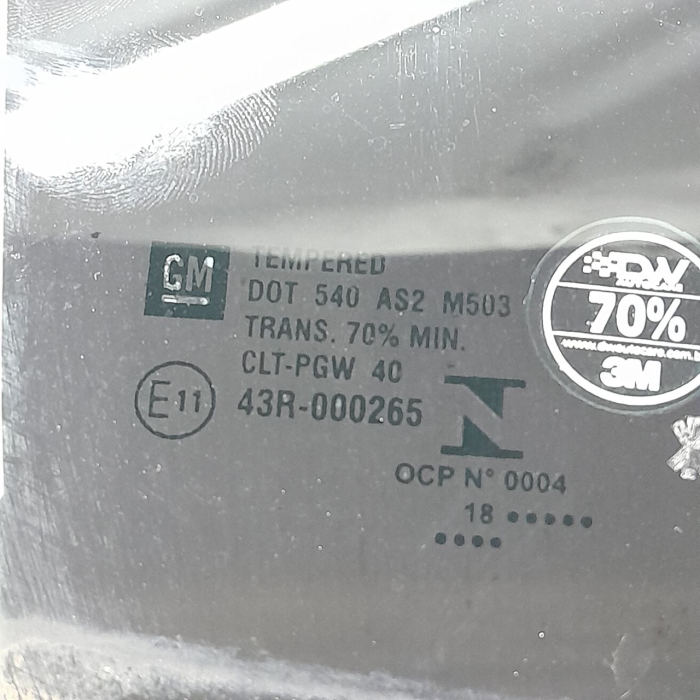 GM
TEMPERED
DOT 540 AS2 M503
TRANS. 70% MIN.
CLT-PGW 40
E11
43R-000265
OCP N° 0004
18 •••••
••••
DW
70%
3M